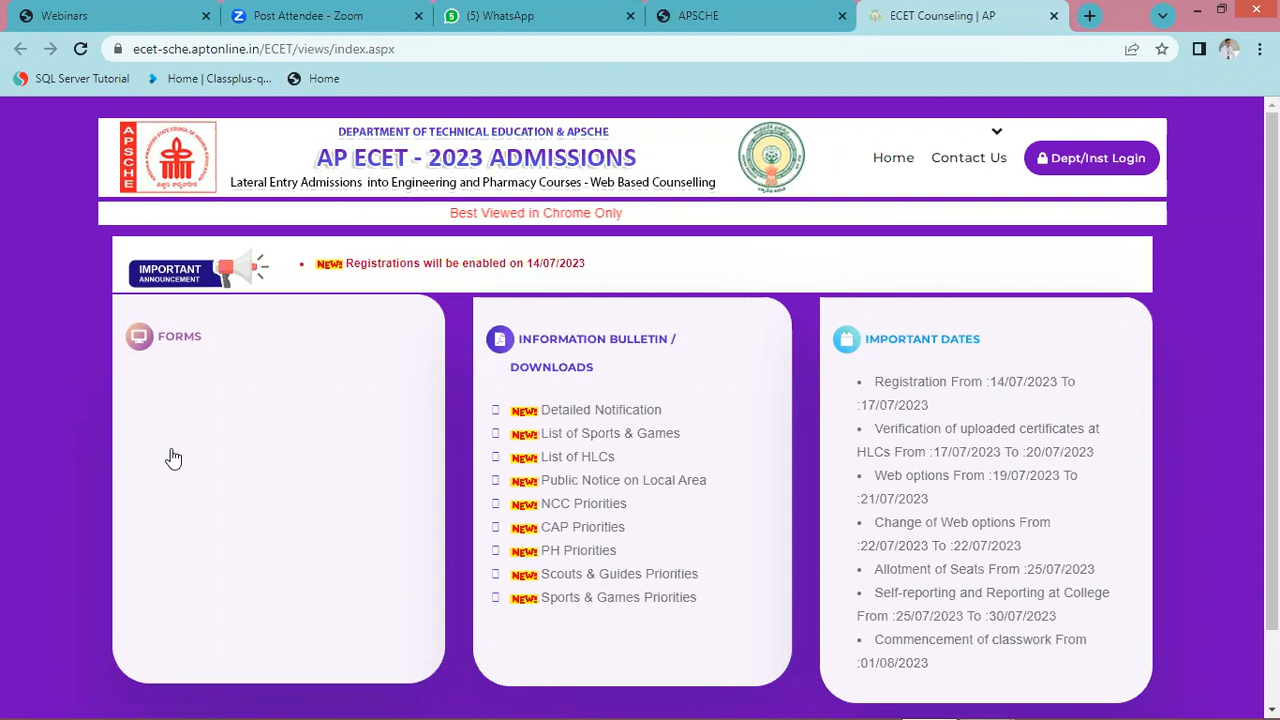 Webinars
Post Attendee - Zoom
(5) WhatsApp
APSCHE
ECET Counseling | AP
ecet-sche.aptonline.in/ECET/views/index.aspx
SQL Server Tutorial
Home | Classplus-q...
Home
APSCHE
DEPARTMENT OF TECHNICAL EDUCATION & APSCHE
AP ECET - 2023 ADMISSIONS
Lateral Entry Admissions into Engineering and Pharmacy Courses - Web Based Counselling
Home
Contact Us
Dept/Inst Login
Best Viewed in Chrome Only
IMPORTANT
ANNOUNCEMENT
• NEW! Registrations will be enabled on 14/07/2023
FORMS
INFORMATION BULLETIN /
DOWNLOADS
NEW! Detailed Notification
NEW! List of Sports & Games
NEW! List of HLCs
NEW! Public Notice on Local Area
NEW! NCC Priorities
NEW! CAP Priorities
NEW! PH Priorities
NEW! Scouts & Guides Priorities
NEW! Sports & Games Priorities
IMPORTANT DATES
• Registration From :14/07/2023 To
:17/07/2023
• Verification of uploaded certificates at
HLCs From :17/07/2023 To :20/07/2023
• Web options From :19/07/2023 To
:21/07/2023
• Change of Web options From
:22/07/2023 To :22/07/2023
• Allotment of Seats From :25/07/2023
• Self-reporting and Reporting at College
From :25/07/2023 To :30/07/2023
• Commencement of classwork From
:01/08/2023